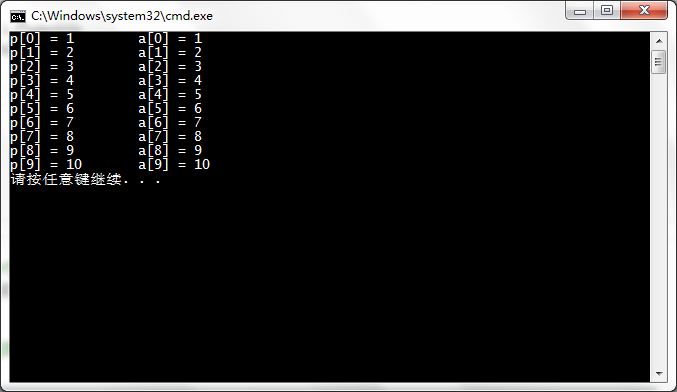 C:\Windows\system32\cmd.exe
p[0] = 1        a[0] = 1
p[1] = 2        a[1] = 2
p[2] = 3        a[2] = 3
p[3] = 4        a[3] = 4
p[4] = 5        a[4] = 5
p[5] = 6        a[5] = 6
p[6] = 7        a[6] = 7
p[7] = 8        a[7] = 8
p[8] = 9        a[8] = 9
p[9] = 10       a[9] = 10
请按任意键继续. . .